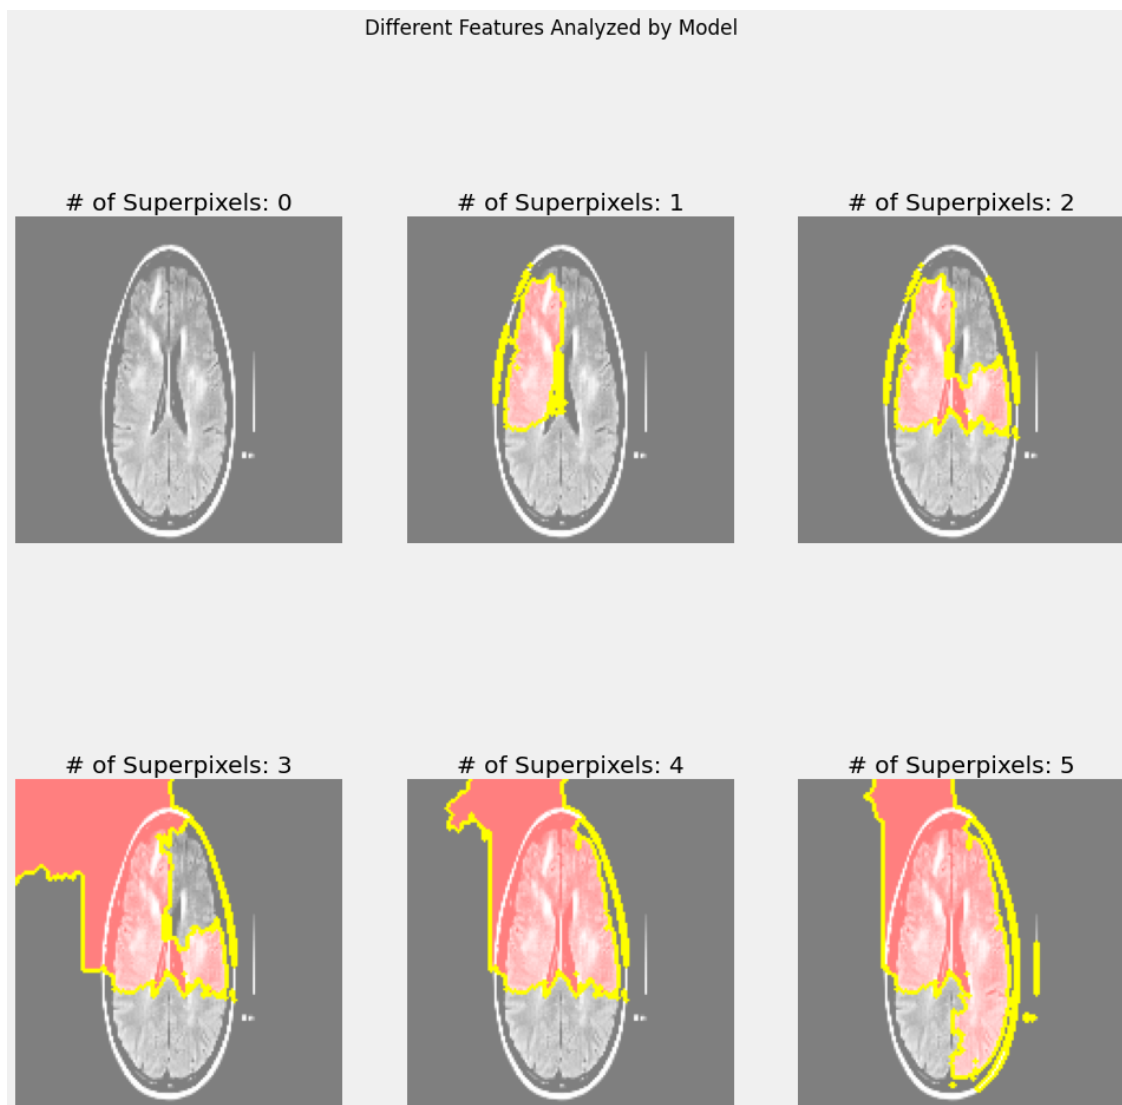 Different Features Analyzed by Model
# of Superpixels: 0
# of Superpixels: 1
# of Superpixels: 2
# of Superpixels: 3
# of Superpixels: 4
# of Superpixels: 5